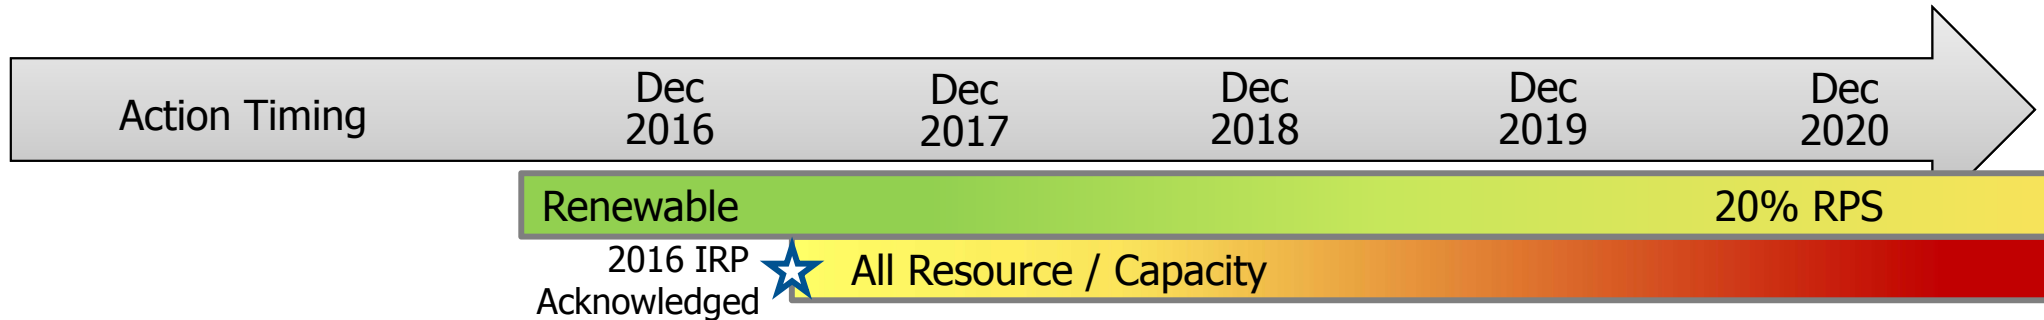 Action Timing
Dec
2016
Dec
2017
Dec
2018
Dec
2019
Dec
2020
Renewable
20% RPS
2016 IRP
Acknowledged
All Resource / Capacity